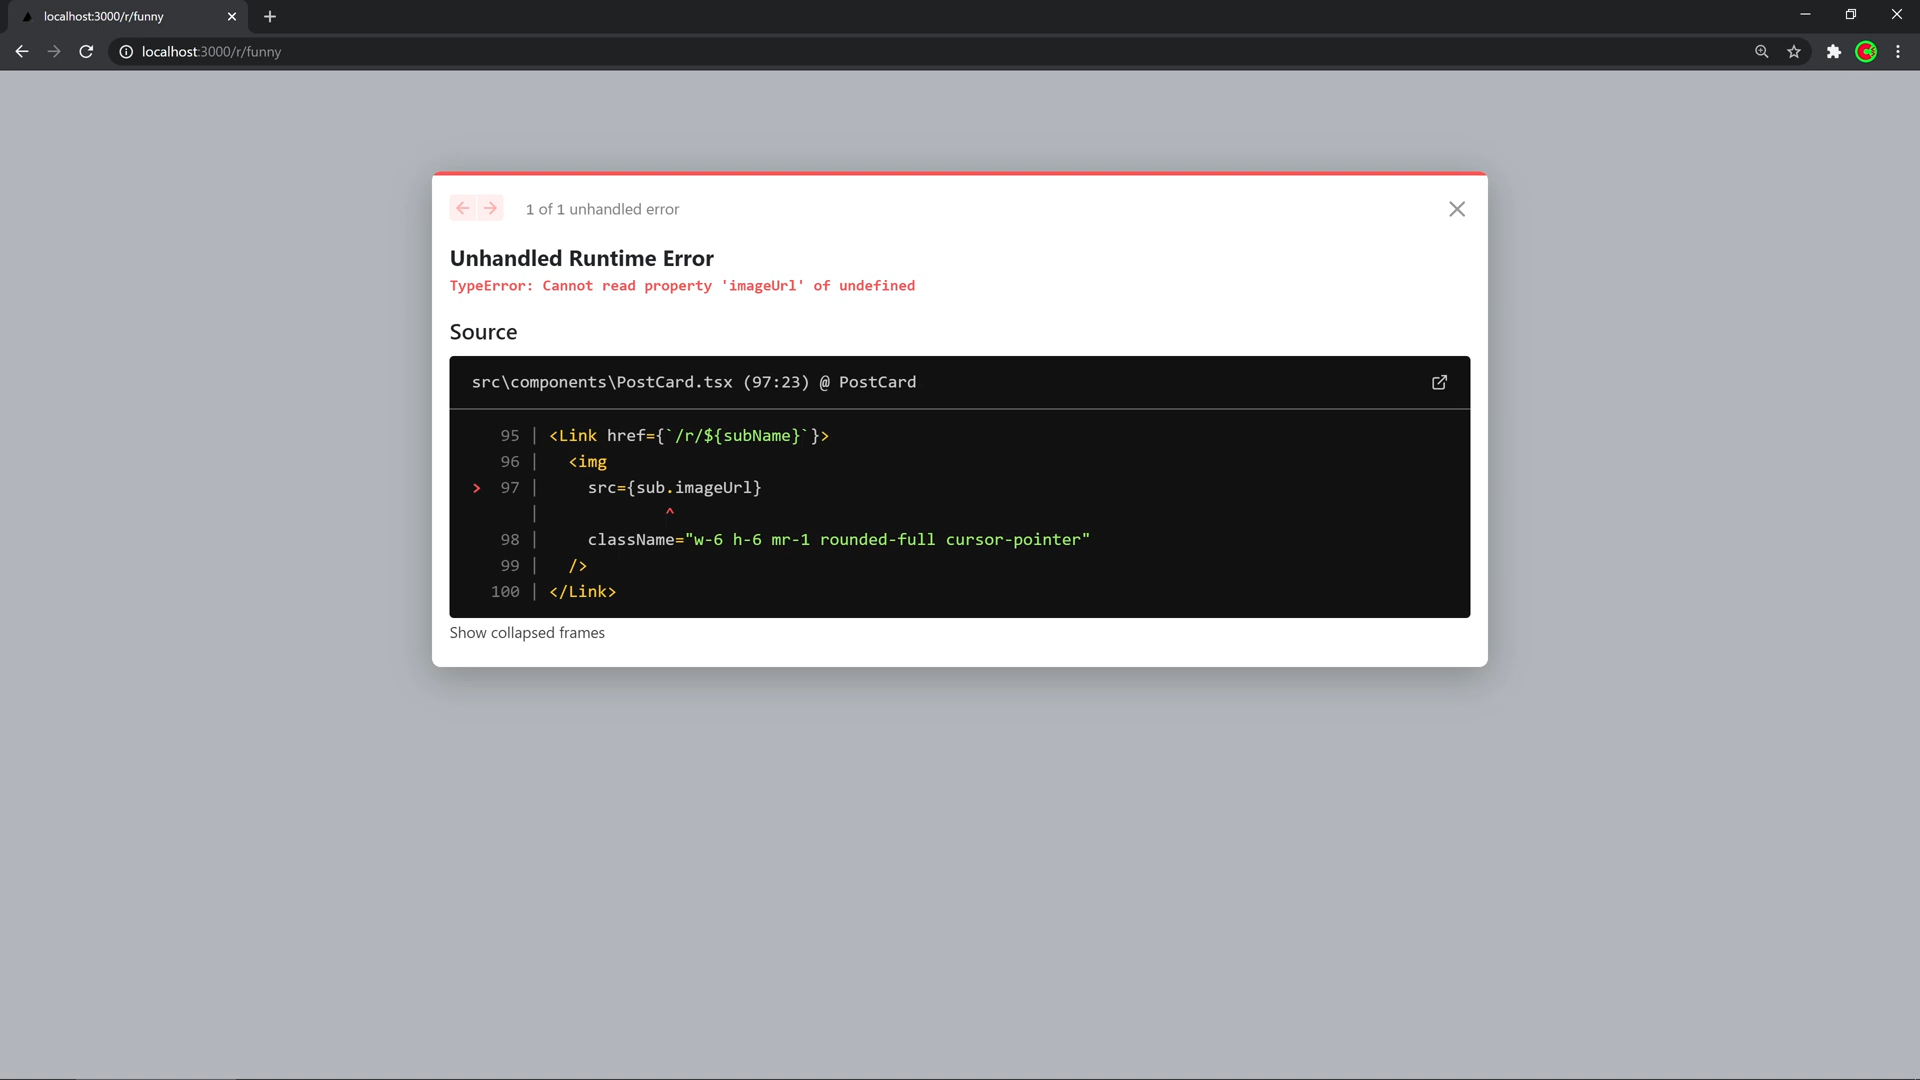 localhost:3000/r/funny
localhost:3000/r/funny
1 of 1 unhandled error
Unhandled Runtime Error
TypeError: Cannot read property 'imageUrl' of undefined
Source
src\components\PostCard.tsx (97:23) @ PostCard
95 | <Link href={`/r/${subName}`}>
96 |   <img
> 97 |     src={sub.imageUrl}
|             ^
98 |     className="w-6 h-6 mr-1 rounded-full cursor-pointer"
99 |   />
100 | </Link>
Show collapsed frames